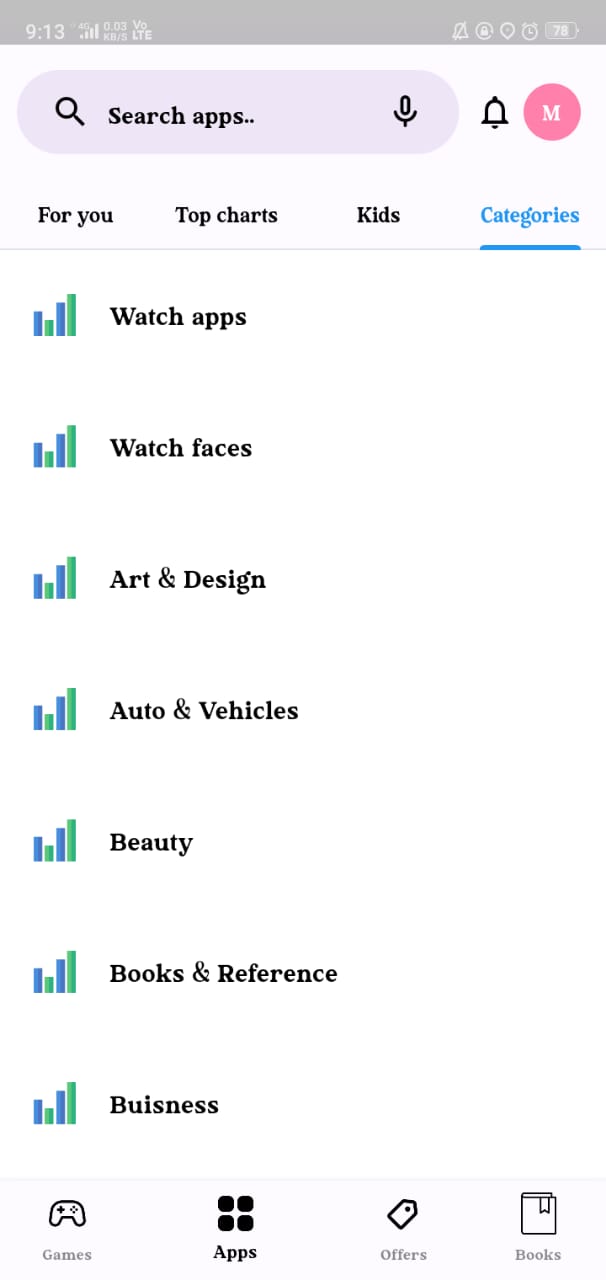 9:13 4G 0.03 KB/S Vo LTE 78
Search apps..
M
For you Top charts Kids Categories
Watch apps
Watch faces
Art & Design
Auto & Vehicles
Beauty
Books & Reference
Buisness
Games Apps Offers Books